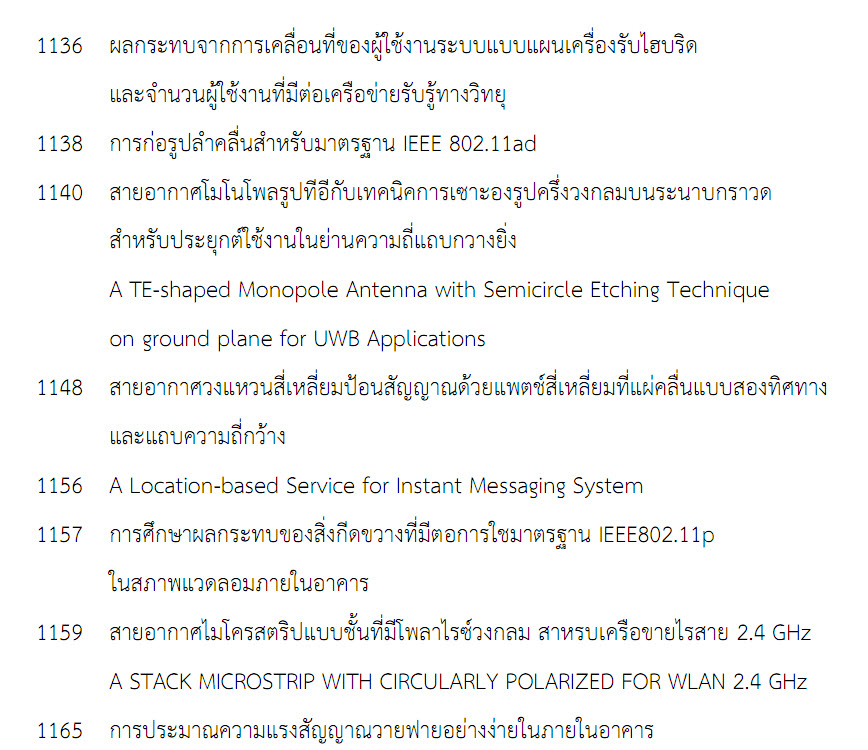 1136 ผลกระทบจากการเคลื่อนที่ของผู้ใช้งานระบบแบบแผนเครื่องรับไฮบริด
และจำนวนผู้ใช้งานที่มีต่อเครือข่ายรับรู้ทางวิทยุ
1138 การก่อรูปลำคลื่นสำหรับมาตรฐาน IEEE 802.11ad
1140 สายอากาศโมโนโพลรูปทีอีกับเทคนิคการเซาะองรูปครึ่งวงกลมบนระนาบกราวด
สำหรับประยุกต์ใช้งานในย่านความถี่แถบกวางยิ่ง
A TE-shaped Monopole Antenna with Semicircle Etching Technique
on ground plane for UWB Applications
1148 สายอากาศวงแหวนสี่เหลี่ยมป้อนสัญญาณด้วยแพตช์สี่เหลี่ยมที่แผ่คลื่นแบบสองทิศทาง
และแถบความถี่กว้าง
1156 A Location-based Service for Instant Messaging System
1157 การศึกษาผลกระทบของสิ่งกีดขวางที่มีตอการใชมาตรฐาน IEEE802.11p
ในสภาพแวดลอมภายในอาคาร
1159 สายอากาศไมโครสตริปแบบชั้นที่มีโพลาไรซ์วงกลม สาหรบเครือขายไรสาย 2.4 GHz
A STACK MICROSTRIP WITH CIRCULARLY POLARIZED FOR WLAN 2.4 GHz
1165 การประมาณความแรงสัญญาณวายฟายอย่างง่ายในภายในอาคาร